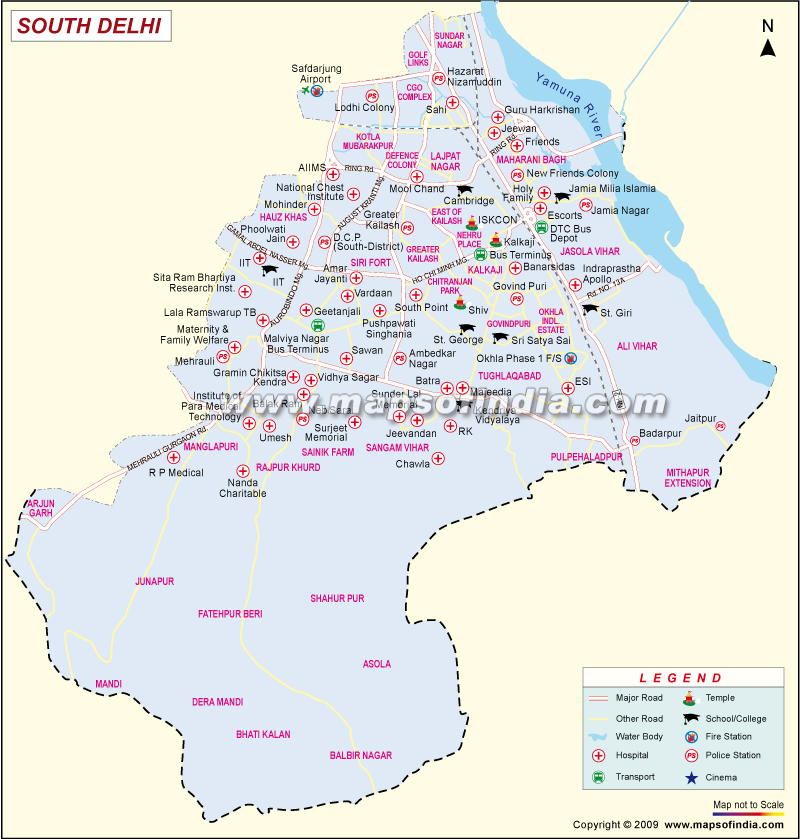 SOUTH DELHI
N
SUNDAR
NAGAR
GOLF
LINKS
Safdarjung
Airport
Hazarat
Nizamuddin
CGO
COMPLEX
Lodhi Colony
Sahi
Guru Harkrishan
Yamuna River
Jeewan
KOTLA
MUBARAKPUR
Friends
RING Rd.
DEFENCE
COLONY
LAJPAT
NAGAR
MAHARANI BAGH
AIIMS
RING Rd
New Friends Colony
Mool Chand
National Chest
Institute
AUGUST KRANTI Mg.
Cambridge
Holy
Family
Jamia Milia Islamia
Mohinder
HAUZ KHAS
Greater
Kailash
EAST OF
KAILASH
ISKCON
Escorts
Jamia Nagar
Phoolwati
Jain
GAMAL ABDEL NASSER Mg.
D.C.P.
(South-District)
NEHRU
PLACE
Kalkaji
DTC Bus
Depot
IIT
IIT
SIRI FORT
GREATER
KAILASH
Bus Terminus
JASOLA VIHAR
Amar
Jayanti
HO CHI MINH Mg
KALKAJI
Banarsidas
Indraprastha
Apollo
Rd. NO. 13A
Sita Ram Bhartiya
Research Inst.
AUROBINDO Mg.
Vardaan
CHITRANJAN
PARK
Govind Puri
Lala Ramswarup TB
Geetanjali
Pushpawati
Singhania
South Point
Shiv
OKHLA
INDL
ESTATE
St. Giri
Maternity &
Family Welfare
Malviya Nagar
Bus Terminus
GOVINDPURI
St. George
Sri Satya Sai
ALI VIHAR
Mehrauli
Sawan
Ambedkar
Nagar
Okhla Phase 1 F/S
Gramin Chikitsa
Kendra
Vidhya Sagar
TUGHLAQABAD
Batra
Majeedia
ESI
Institute of
Para Medical
Technology
Balak Ram
Sunder Lal
Memorial
www.mapsofindia.com
Neb Sarai
Kendriya
Vidyalaya
Jaitpur
Umesh
Surjeet
Memorial
Jeevandan
RK
Badarpur
MEHRAULI GURGAON Rd
MANGLAPURI
SAINIK FARM
SANGAM VIHAR
R P Medical
RAJPUR KHURD
Chawla
PULPEHALADPUR
Nanda
Charitable
MITHAPUR
EXTENSION
ARJUN
GARH
JUNAPUR
SHAHUR PUR
FATEHPUR BERI
ASOLA
MANDI
DERA MANDI
BHATI KALAN
BALBIR NAGAR
LEGEND
Major Road
Temple
Other Road
School/College
Water Body
Fire Station
Hospital
PS
Police Station
Transport
Cinema
Map not to Scale
Copyright © 2009 www.mapsofindia.com